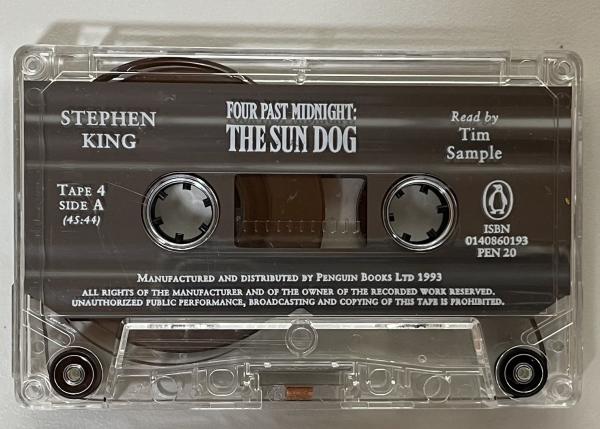 STEPHEN
KING
FOUR PAST MIDNIGHT:
THE SUN DOG
Read by
Tim
Sample
TAPE 4
SIDE A
(45:44)
ISBN
0140860193
PEN 20
MANUFACTURED AND DISTRIBUTED BY PENGUIN BOOKS LTD 1993
ALL RIGHTS OF THE MANUFACTURER AND OF THE OWNER OF THE RECORDED WORK RESERVED.
UNAUTHORIZED PUBLIC PERFORMANCE, BROADCASTING AND COPYING OF THIS TAPE IS PROHIBITED.